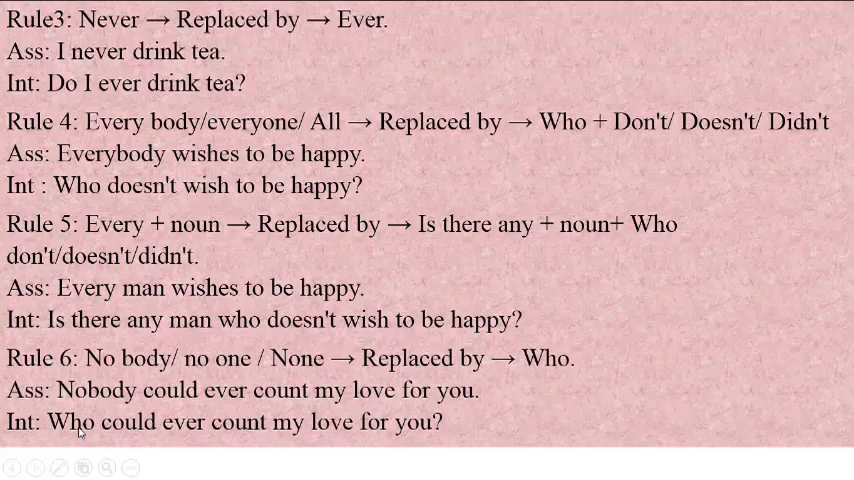 Rule3: Never → Replaced by → Ever.
Ass: I never drink tea.
Int: Do I ever drink tea?
Rule 4: Every body/everyone/ All → Replaced by → Who + Don't/ Doesn't/ Didn't
Ass: Everybody wishes to be happy.
Int : Who doesn't wish to be happy?
Rule 5: Every + noun → Replaced by → Is there any + noun+ Who
don't/doesn't/didn't.
Ass: Every man wishes to be happy.
Int: Is there any man who doesn't wish to be happy?
Rule 6: No body/ no one / None → Replaced by → Who.
Ass: Nobody could ever count my love for you.
Int: Who could ever count my love for you?